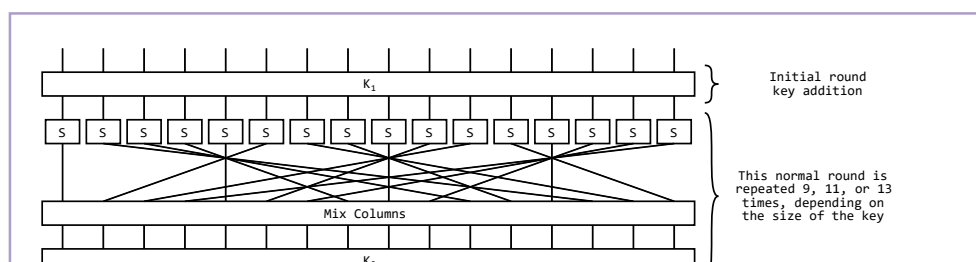 K₁
Initial round
key addition
S S S S S S S S S S S S S S S S
This normal round is
repeated 9, 11, or 13
times, depending on
the size of the key
Mix Columns